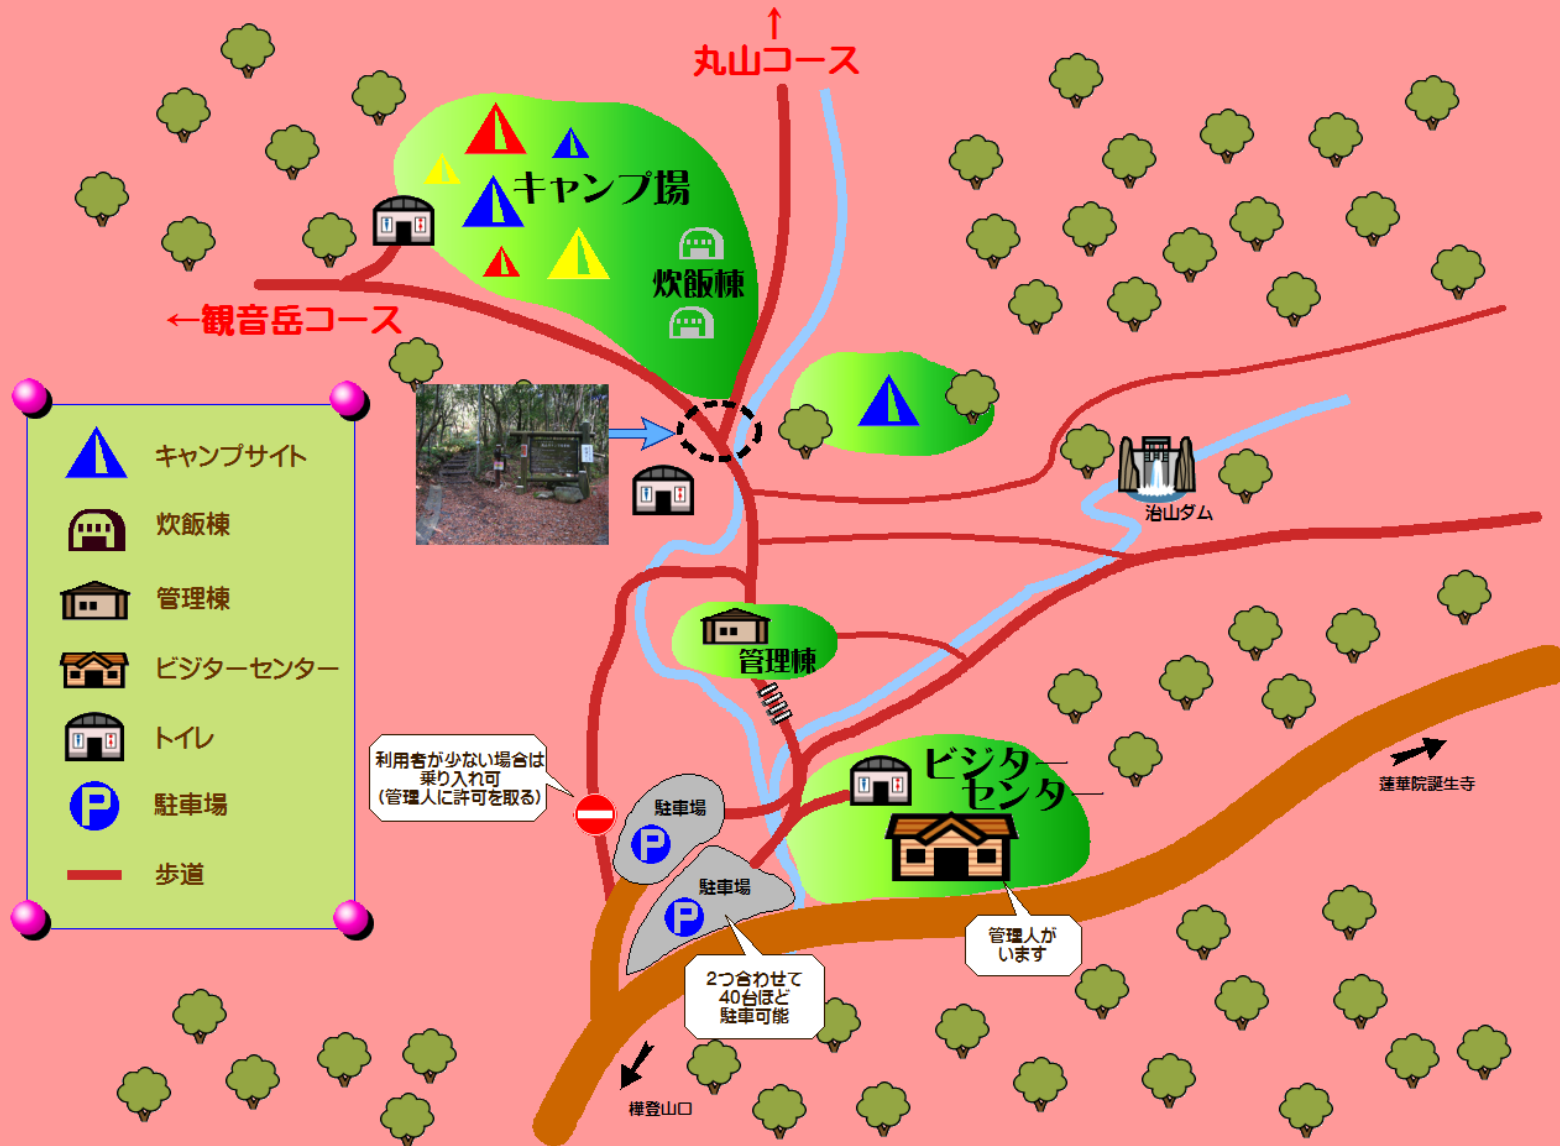 ↑
丸山コース
キャンプ場
炊飯棟
←観音岳コース
キャンプサイト
炊飯棟
管理棟
ビジターセンター
トイレ
P
駐車場
歩道
治山ダム
管理棟
利用者が少ない場合は
乗り入れ可
(管理人に許可を取る)
駐車場
P
駐車場
P
ビジター
センター
蓮華院誕生寺
管理人が
います
2つ合わせて
40台ほど
駐車可能
樺登山口